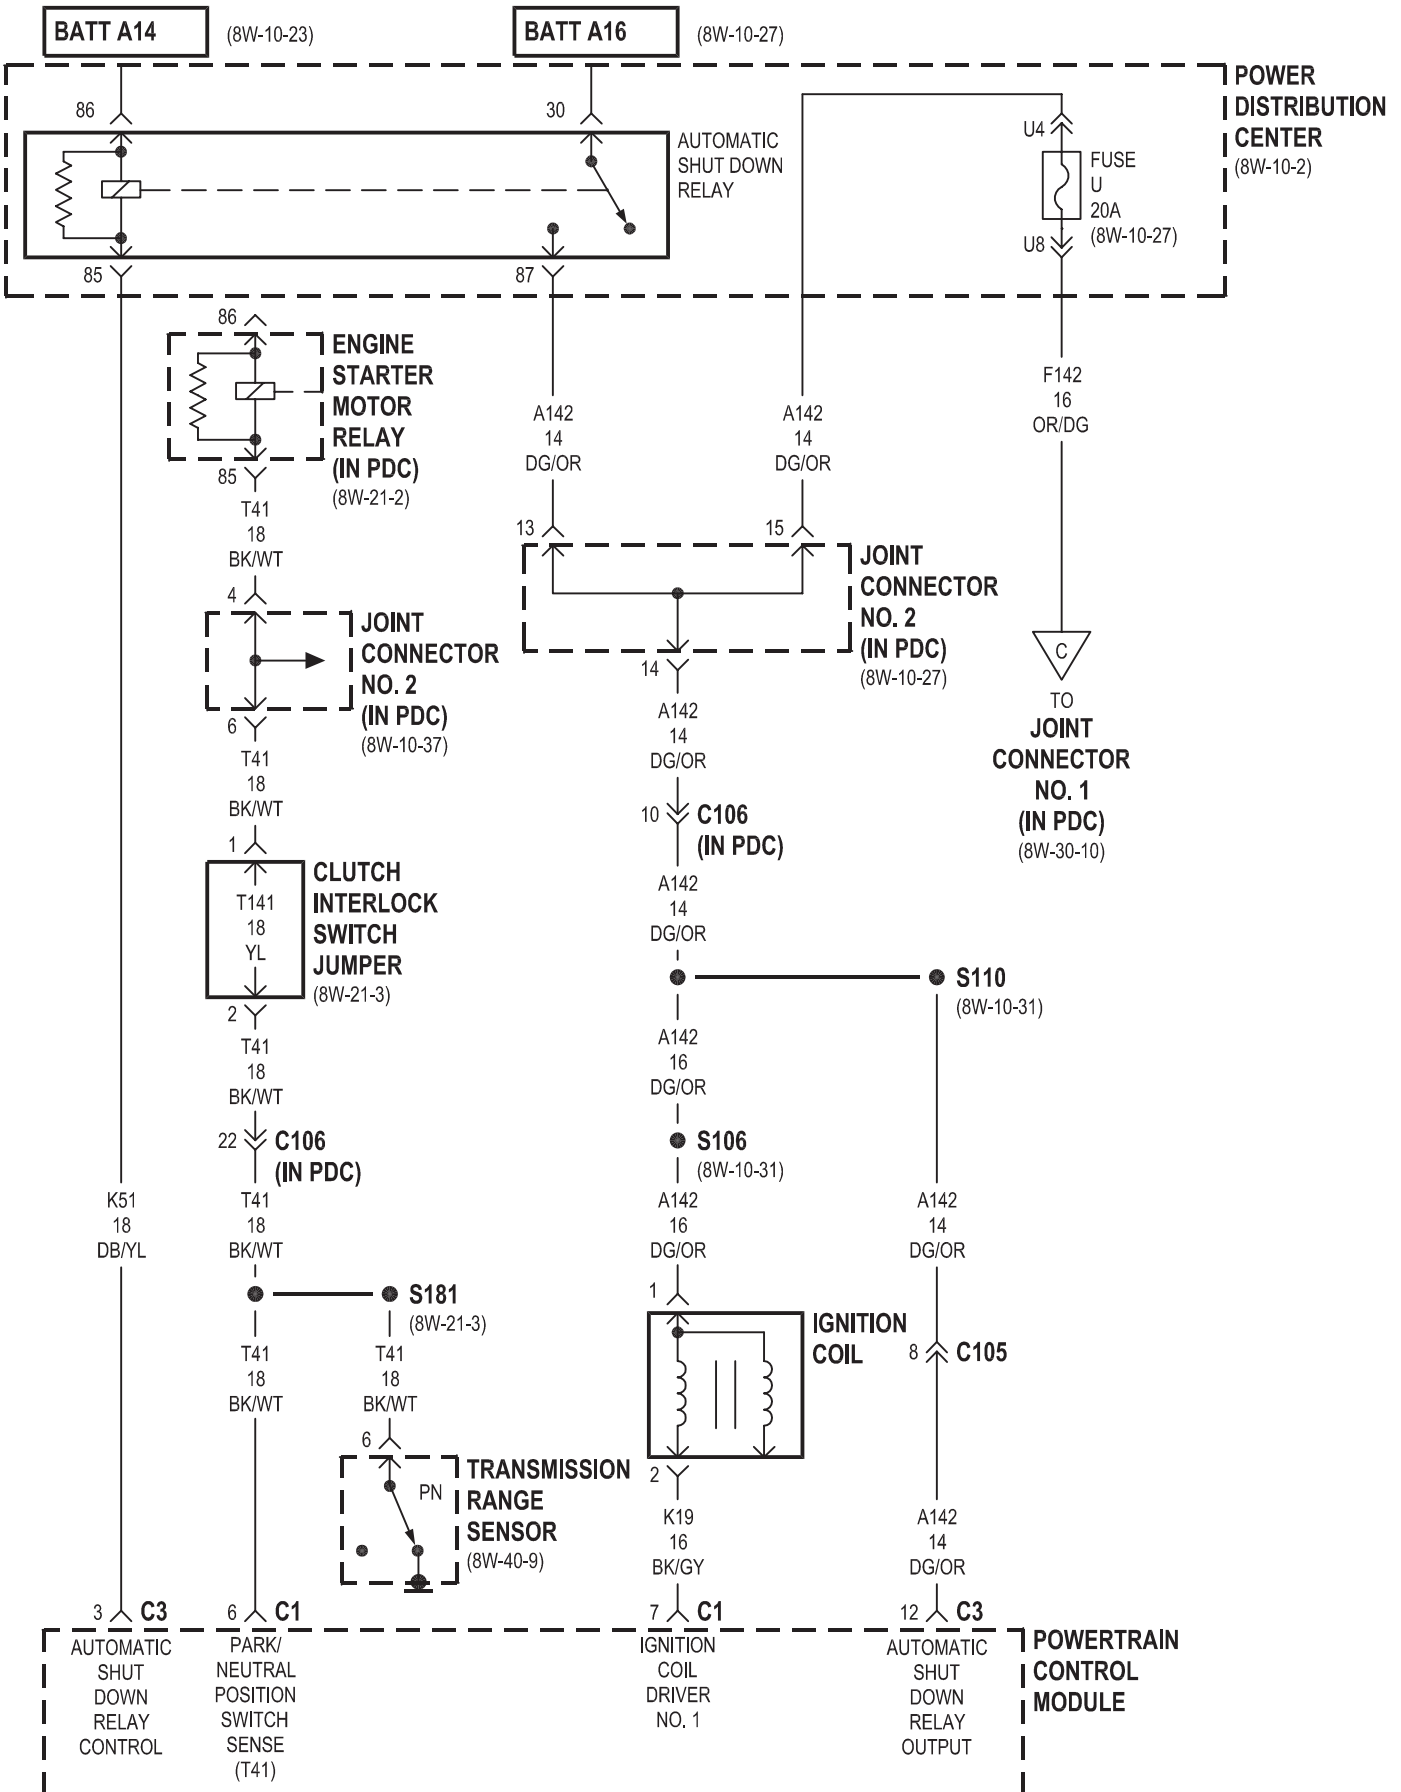 BATT A14
(8W-10-23)
BATT A16
(8W-10-27)
POWER
DISTRIBUTION
CENTER
(8W-10-2)
86
30
AUTOMATIC
SHUT DOWN
RELAY
U4
FUSE
U
20A
(8W-10-27)
U8
85
87
86
ENGINE
STARTER
MOTOR
RELAY
(IN PDC)
(8W-21-2)
85
T41
18
BK/WT
A142
14
DG/OR
A142
14
DG/OR
F142
16
OR/DG
4
JOINT
CONNECTOR
NO. 2
(IN PDC)
(8W-10-37)
6
T41
18
BK/WT
13
15
JOINT
CONNECTOR
NO. 2
(IN PDC)
(8W-10-27)
14
A142
14
DG/OR
C
TO
JOINT
CONNECTOR
NO. 1
(IN PDC)
(8W-30-10)
10
C106
(IN PDC)
1
T141
18
YL
CLUTCH
INTERLOCK
SWITCH
JUMPER
(8W-21-3)
2
T41
18
BK/WT
A142
14
DG/OR
S110
(8W-10-31)
A142
16
DG/OR
22
C106
(IN PDC)
S106
(8W-10-31)
K51
18
DB/YL
T41
18
BK/WT
A142
16
DG/OR
A142
14
DG/OR
S181
(8W-21-3)
T41
18
BK/WT
T41
18
BK/WT
1
IGNITION
COIL
8
C105
6
PN
TRANSMISSION
RANGE
SENSOR
(8W-40-9)
2
K19
16
BK/GY
A142
14
DG/OR
3
C3
6
C1
7
C1
12
C3
AUTOMATIC
SHUT
DOWN
RELAY
CONTROL
PARK/
NEUTRAL
POSITION
SWITCH
SENSE
(T41)
IGNITION
COIL
DRIVER
NO. 1
AUTOMATIC
SHUT
DOWN
RELAY
OUTPUT
POWERTRAIN
CONTROL
MODULE